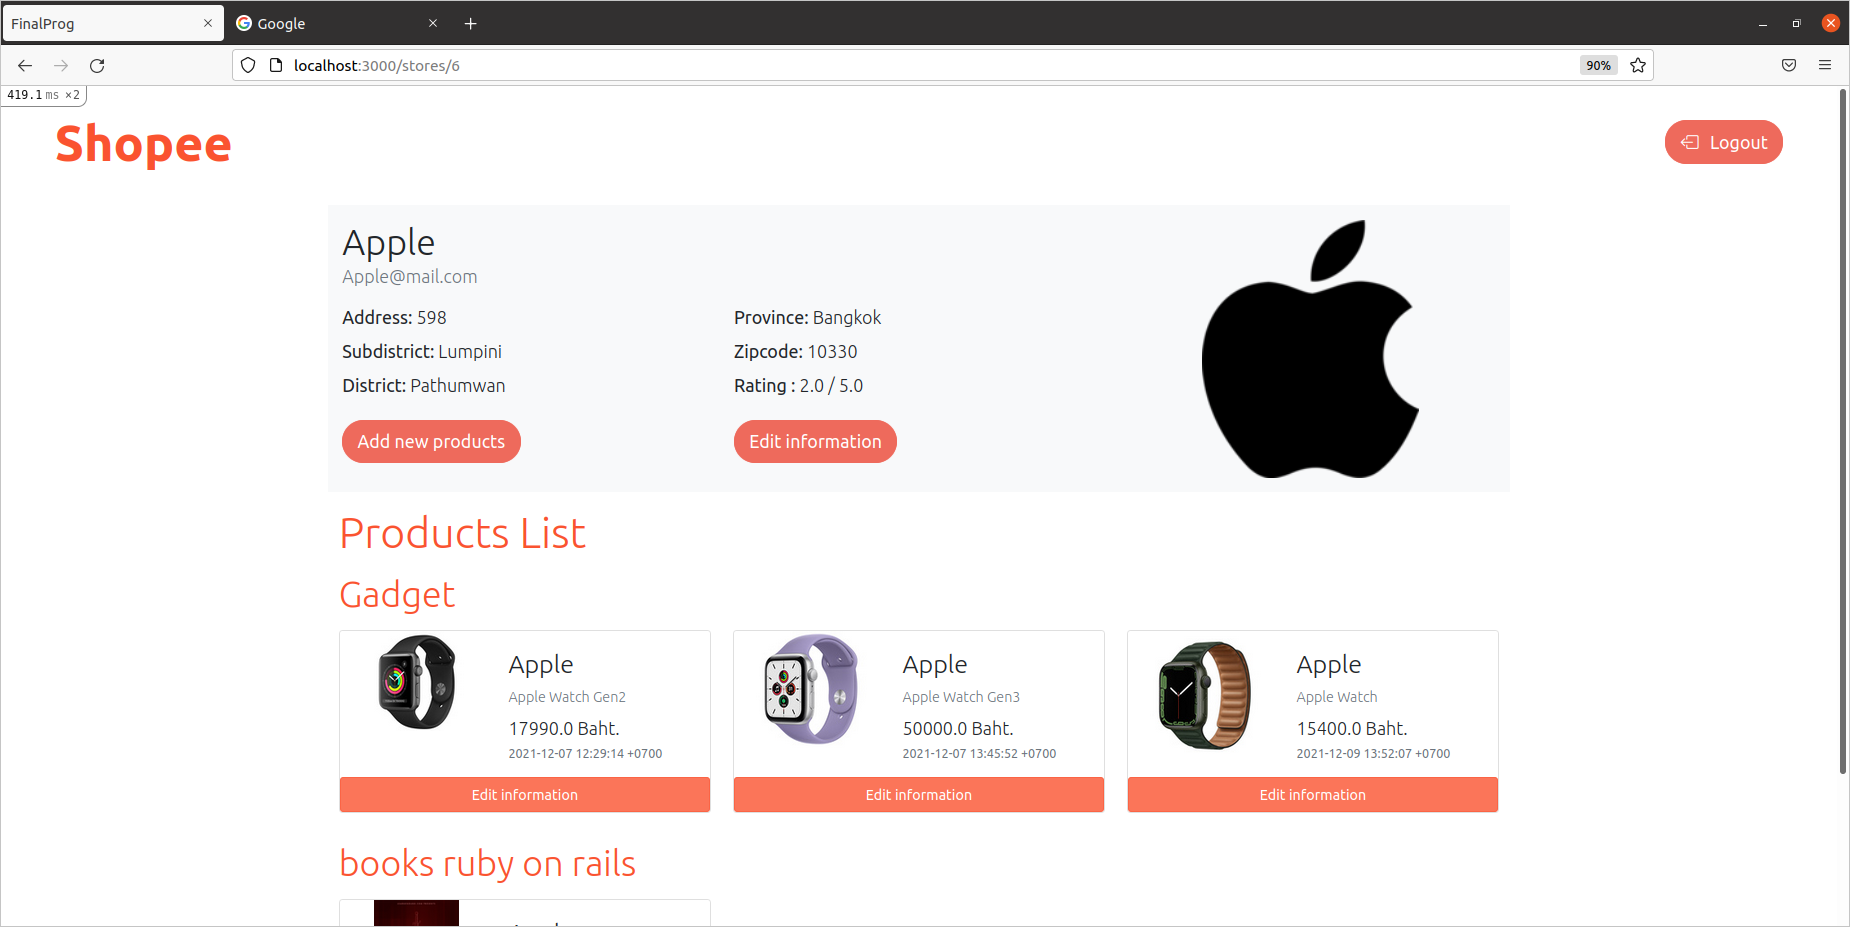 FinalProg
Google
localhost:3000/stores/6
90%
419.1 ms ×2
Shopee
Logout
Apple
Apple@mail.com
Address: 598
Province: Bangkok
Subdistrict: Lumpini
Zipcode: 10330
District: Pathumwan
Rating : 2.0 / 5.0
Add new products
Edit information
Products List
Gadget
Apple
Apple Watch Gen2
17990.0 Baht.
2021-12-07 12:29:14 +0700
Edit information
Apple
Apple Watch Gen3
50000.0 Baht.
2021-12-07 13:45:52 +0700
Edit information
Apple
Apple Watch
15400.0 Baht.
2021-12-09 13:52:07 +0700
Edit information
books ruby on rails